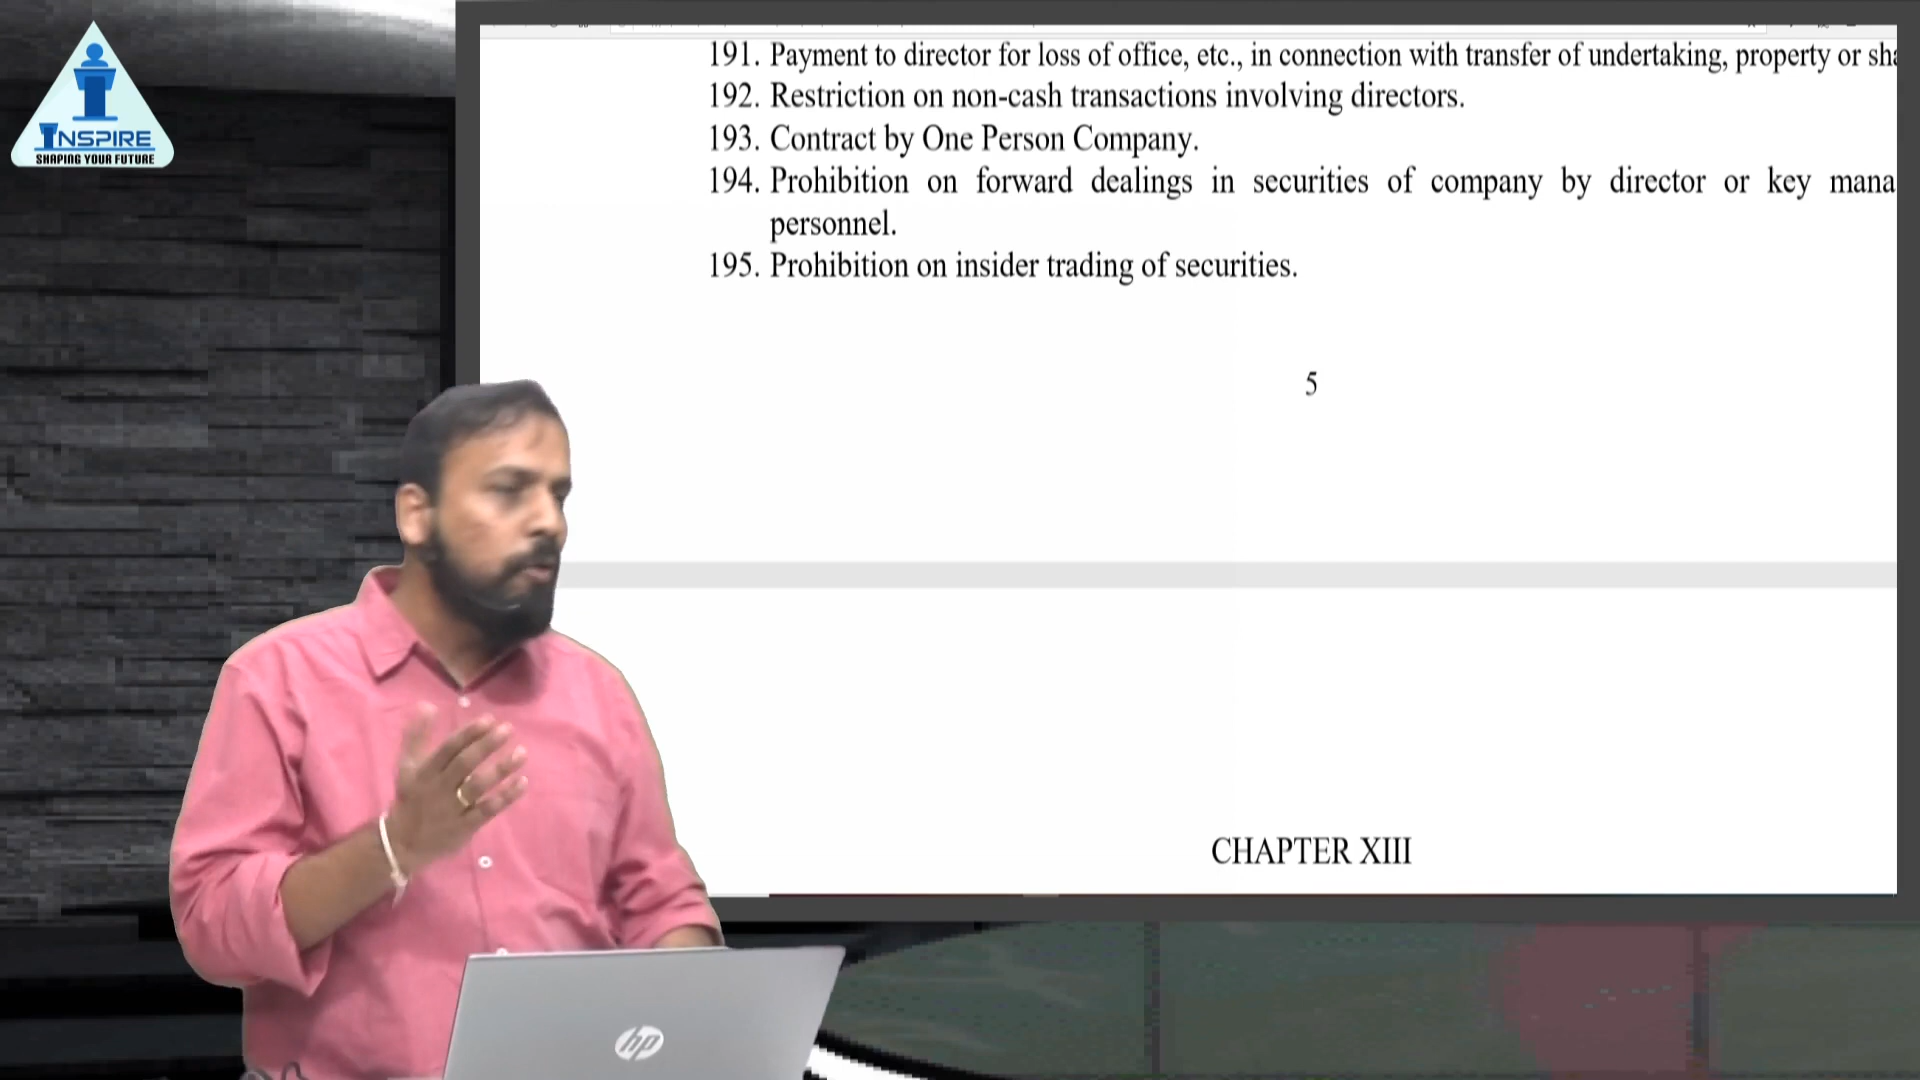 INSPIRE
SHAPING YOUR FUTURE
191. Payment to director for loss of office, etc., in connection with transfer of undertaking, property or sha
192. Restriction on non-cash transactions involving directors.
193. Contract by One Person Company.
194. Prohibition on forward dealings in securities of company by director or key mana
personnel.
195. Prohibition on insider trading of securities.
5
CHAPTER XIII
hp